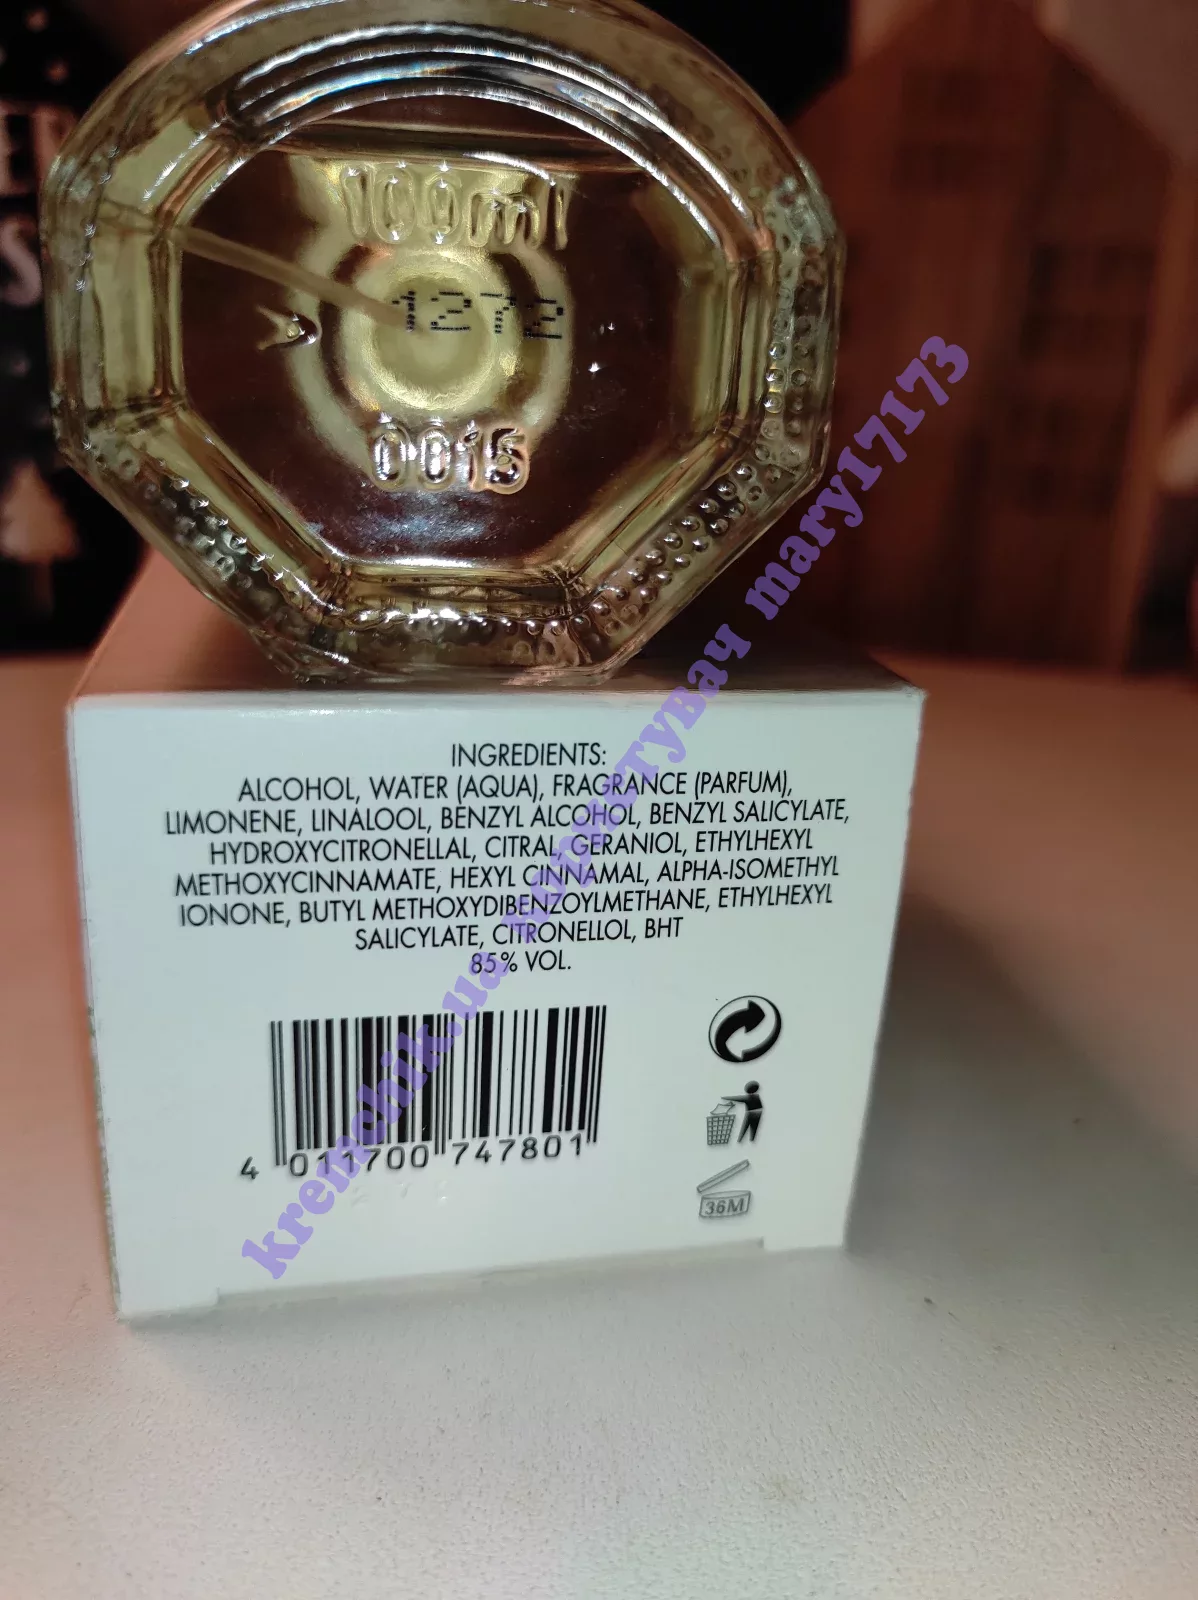 100ml
1272
0015
INGREDIENTS:
ALCOHOL, WATER (AQUA), FRAGRANCE (PARFUM),
LIMONENE, LINALOOL, BENZYL ALCOHOL, BENZYL SALICYLATE,
HYDROXYCITRONELLAL, CITRAL, GERANIOL, ETHYLHEXYL
METHOXYCINNAMATE, HEXYL CINNAMAL, ALPHA-ISOMETHYL
IONONE, BUTYL METHOXYDIBENZOYLMETHANE, ETHYLHEXYL
SALICYLATE, CITRONELLOL, BHT
85% VOL.
4 011700 747801
36M
kremchik.ua користувач mary17173